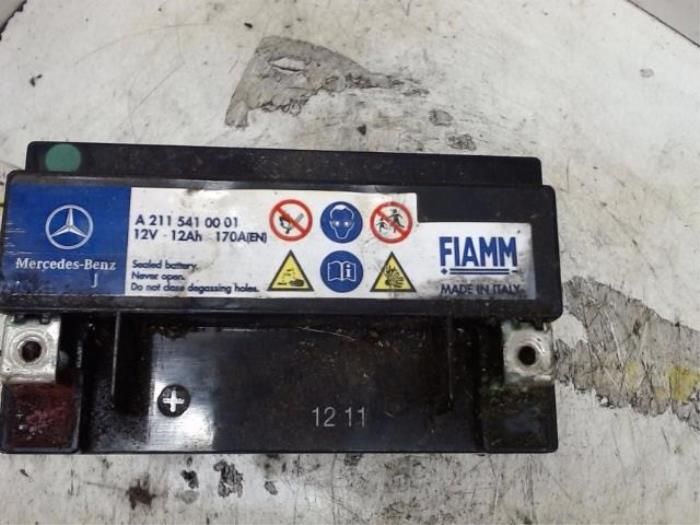 Mercedes-Benz
J
A 211 541 00 01
12V - 12Ah - 170A(EN)
Sealed battery.
Never open.
Do not close degassing holes.
FIAMM
MADE IN ITALY
+
12 11